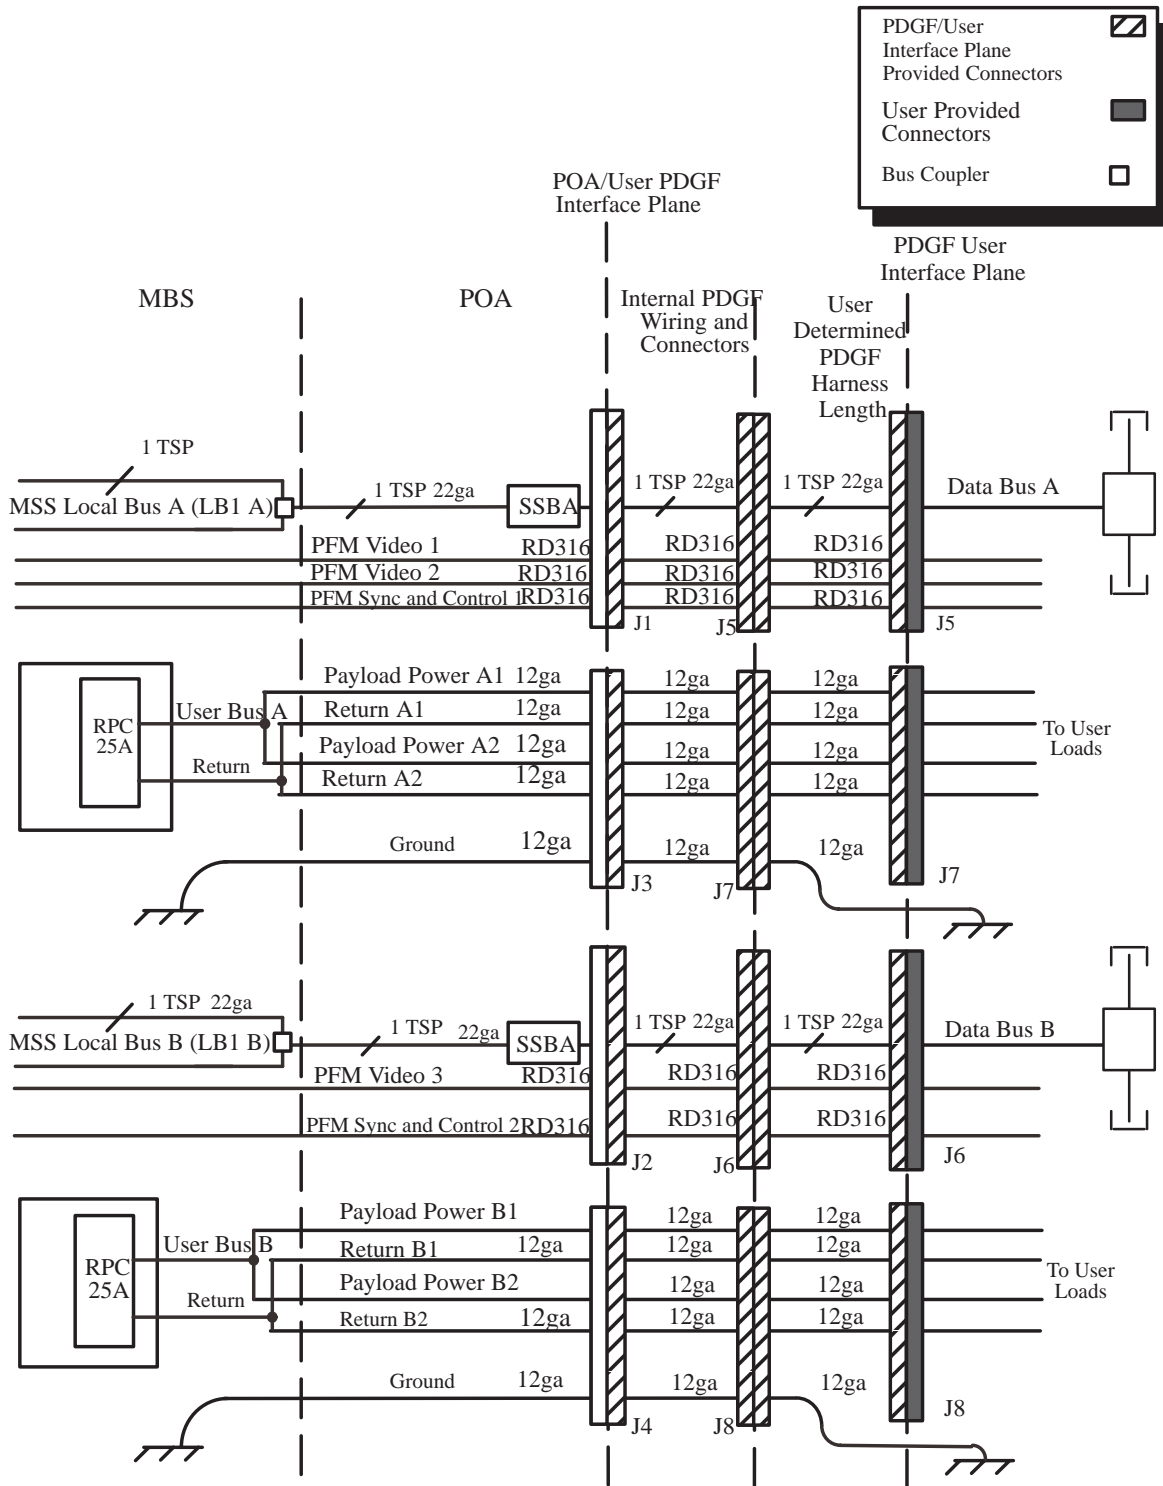 PDGF/User
Interface Plane
Provided Connectors
User Provided
Connectors
Bus Coupler
POA/User PDGF
Interface Plane
PDGF User
Interface Plane
MBS
POA
Internal PDGF
Wiring and
Connectors
User
Determined
PDGF
Harness
Length
1 TSP
MSS Local Bus A (LB1 A)
1 TSP 22ga
SSBA
1 TSP 22ga
1 TSP 22ga
Data Bus A
PFM Video 1 RD316 RD316 RD316
PFM Video 2 RD316 RD316 RD316
PFM Sync and Control 1 RD316 RD316 RD316
J1 J5 J5
RPC
25A
User Bus A
Return
Payload Power A1 12ga 12ga 12ga
Return A1 12ga 12ga 12ga
Payload Power A2 12ga 12ga 12ga
Return A2 12ga 12ga 12ga
To User
Loads
Ground 12ga 12ga 12ga
J3 J7 J7
1 TSP 22ga
MSS Local Bus B (LB1 B)
1 TSP 22ga
SSBA
1 TSP 22ga
1 TSP 22ga
Data Bus B
PFM Video 3 RD316 RD316 RD316
PFM Sync and Control 2 RD316 RD316 RD316
J2 J6 J6
RPC
25A
User Bus B
Return
Payload Power B1 12ga 12ga
Return B1 12ga 12ga 12ga
Payload Power B2 12ga 12ga
Return B2 12ga 12ga 12ga
To User
Loads
Ground 12ga 12ga 12ga
J4 J8 J8